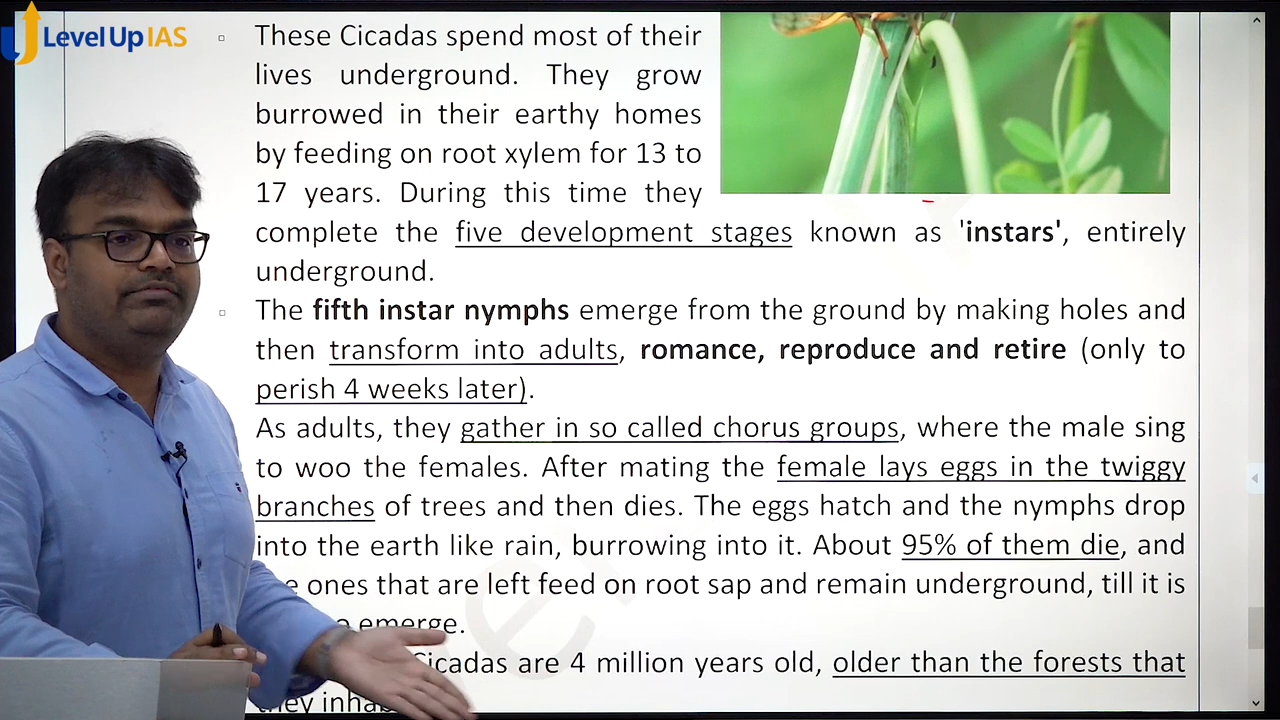 Level Up IAS
These Cicadas spend most of their
lives underground. They grow
burrowed in their earthy homes
by feeding on root xylem for 13 to
17 years. During this time they
complete the five development stages known as 'instars', entirely
underground.
The fifth instar nymphs emerge from the ground by making holes and
then transform into adults, romance, reproduce and retire (only to
perish 4 weeks later).
As adults, they gather in so called chorus groups, where the male sing
to woo the females. After mating the female lays eggs in the twiggy
branches of trees and then dies. The eggs hatch and the nymphs drop
into the earth like rain, burrowing into it. About 95% of them die, and
ones that are left feed on root sap and remain underground, till it is
emerge.
Cicadas are 4 million years old, older than the forests that
they